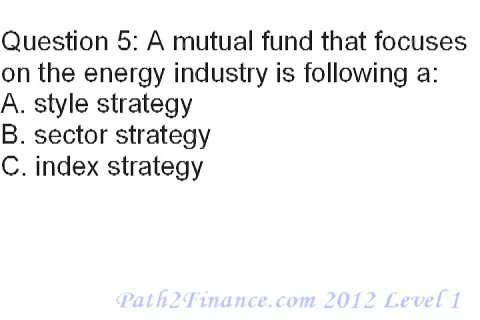 Question 5: A mutual fund that focuses
on the energy industry is following a:
A. style strategy
B. sector strategy
C. index strategy
Path2Finance.com 2012 Level 1